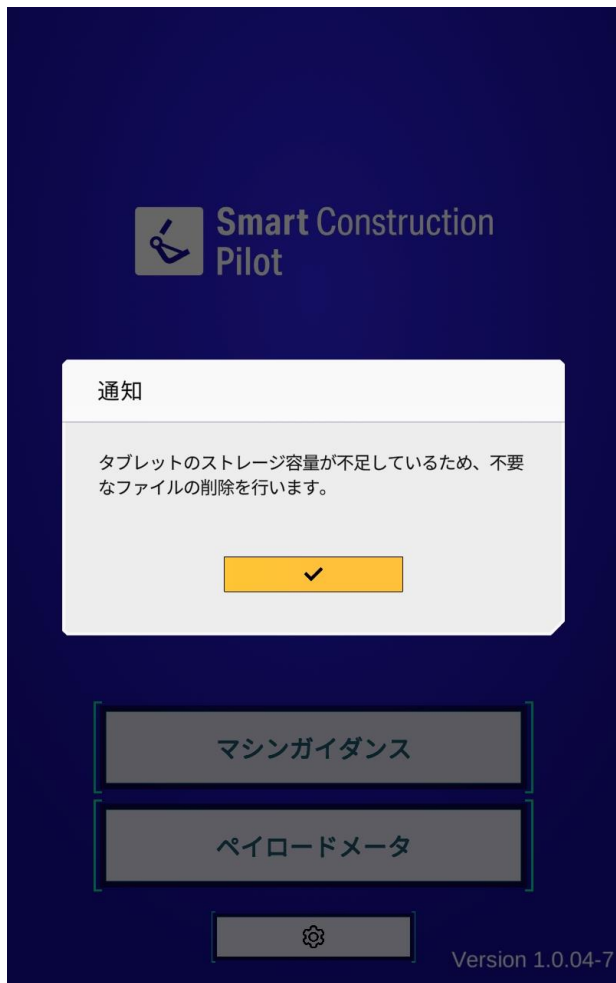 Smart Construction
Pilot
通知
タブレットのストレージ容量が不足しているため、不要
なファイルの削除を行います。
マシンガイダンス
ペイロードメータ
Version 1.0.04-7